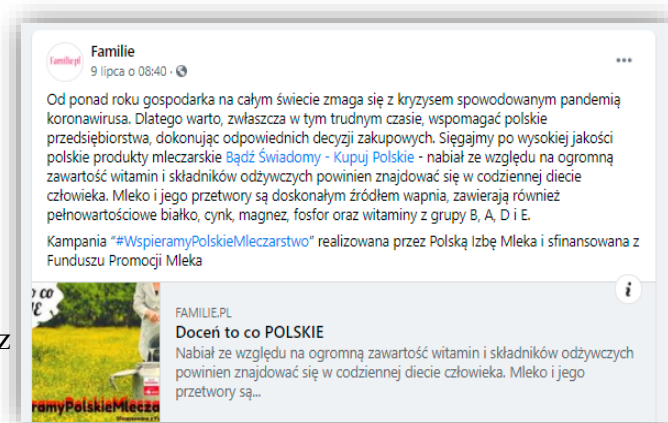 Familie
Familie.pl
9 lipca o 08:40 ·
Od ponad roku gospodarka na całym świecie zmaga się z kryzysem spowodowanym pandemią
koronawirusa. Dlatego warto, zwłaszcza w tym trudnym czasie, wspomagać polskie
przedsiębiorstwa, dokonując odpowiednich decyzji zakupowych. Sięgajmy po wysokiej jakości
polskie produkty mleczarskie Bądź Świadomy - Kupuj Polskie - nabiał ze względu na ogromną
zawartość witamin i składników odżywczych powinien znajdować się w codziennej diecie
człowieka. Mleko i jego przetwory są doskonałym źródłem wapnia, zawierają również
pełnowartościowe białko, cynk, magnez, fosfor oraz witaminy z grupy B, A, D i E.
Kampania "#WspieramyPolskieMleczarstwo" realizowana przez Polską Izbę Mleka i sfinansowana z
Funduszu Promocji Mleka
z
co
FAMILIE.PL
Doceń to co POLSKIE
Nabiał ze względu na ogromną zawartość witamin i składników odżywczych
powinien znajdować się w codziennej diecie człowieka. Mleko i jego
przetwory są...
ramyPolskieMlecza